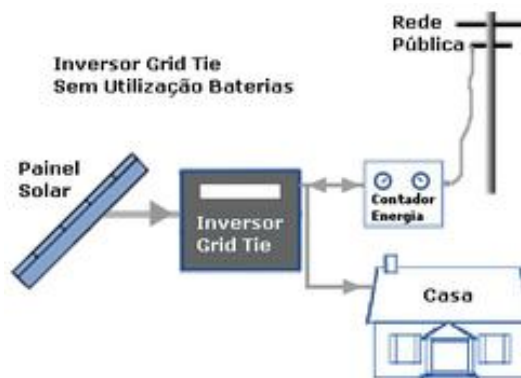 Rede
Pública
Inversor Grid Tie
Sem Utilização Baterias
Painel
Solar
Inversor
Grid Tie
Contador
Energia
Casa